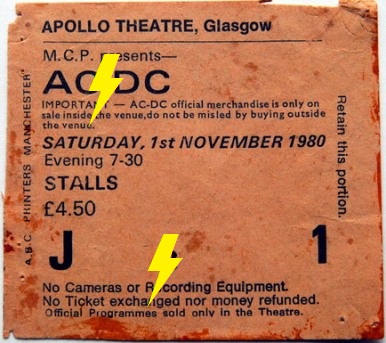 APOLLO THEATRE, Glasgow
M.C.P. presents—
AC-DC
IMPORTANT — AC-DC official merchandise is only on
sale inside the venue,do not be misled by buying outside
the venue.
SATURDAY, 1st NOVEMBER 1980
Evening 7-30
STALLS
£4.50
J 1
No Cameras or Recording Equipment.
No Ticket exchanged nor money refunded.
Official Programmes sold only in the Theatre.
Retain this portion.
A.B.C PRINTERS MANCHESTER